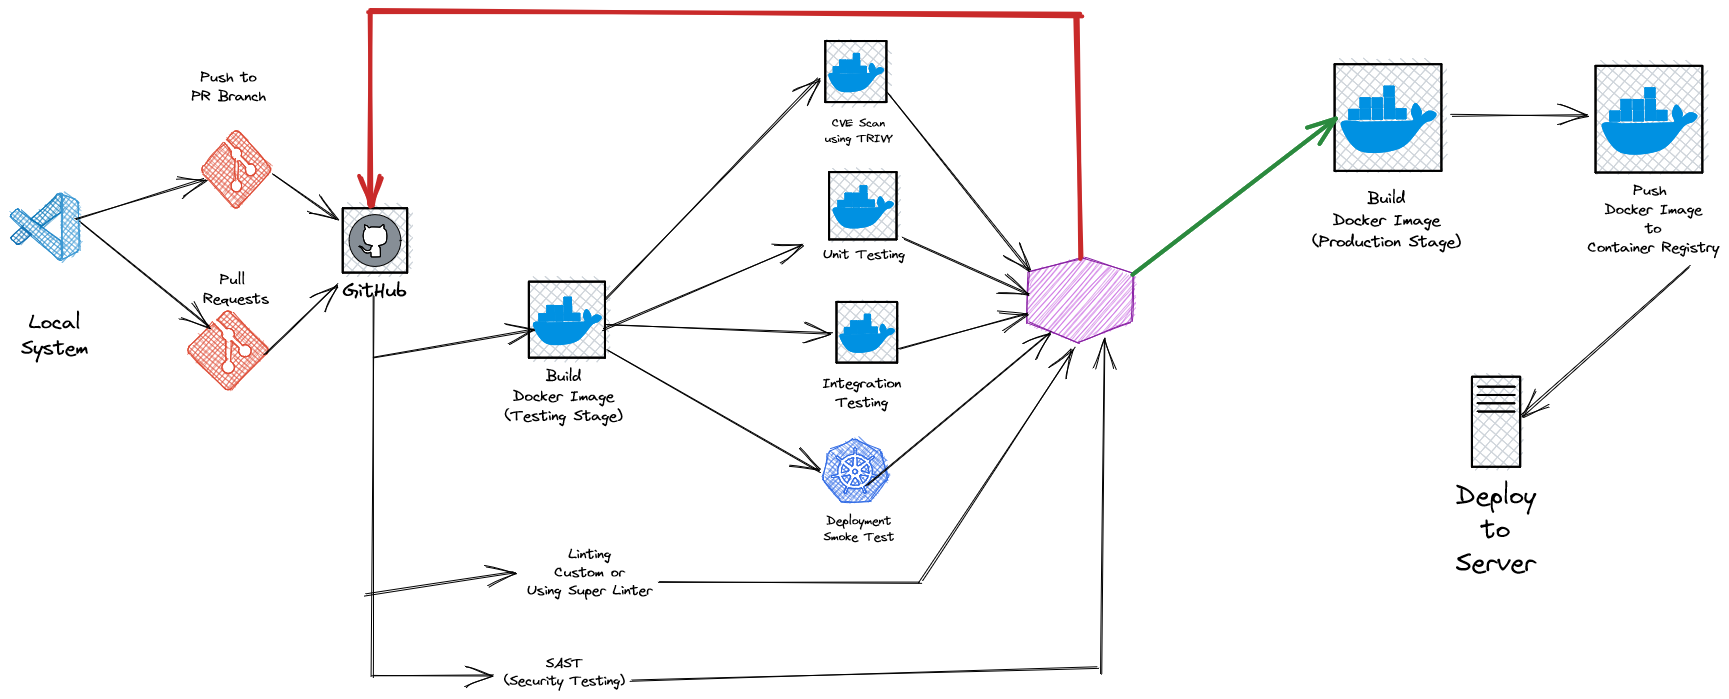 Push to
PR Branch
Local
System
Pull
Requests
GitHub
Build
Docker Image
(Testing Stage)
CVE Scan
using TRIVY
Unit Testing
Integration
Testing
Deployment
Smoke Test
Linting
Custom or
Using Super Linter
SAST
(Security Testing)
Build
Docker Image
(Production Stage)
Push
Docker Image
to
Container Registry
Deploy
to
Server